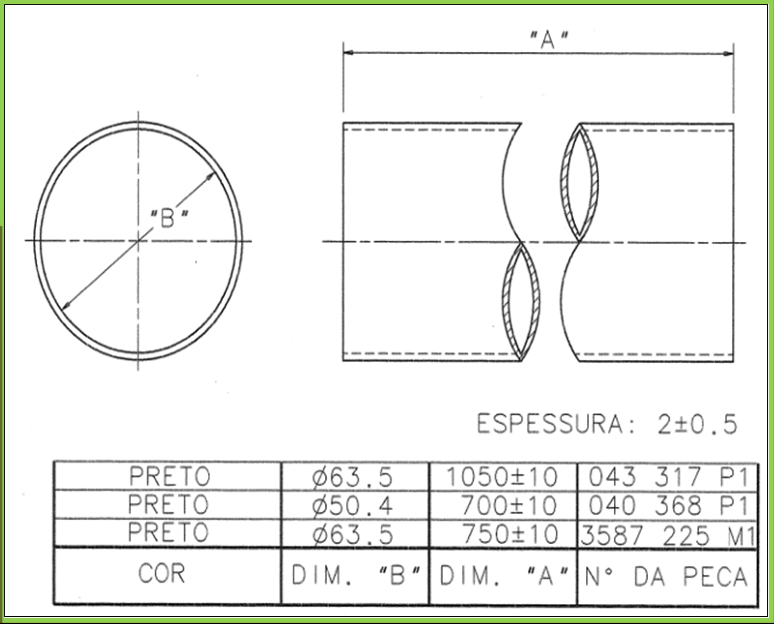 "A"
"B"
ESPESSURA: 2±0.5
PRETO ø63.5 1050±10 043 317 P1
PRETO ø50.4 700±10 040 368 P1
PRETO ø63.5 750±10 3587 225 M1
COR DIM. "B" DIM. "A" N° DA PECA